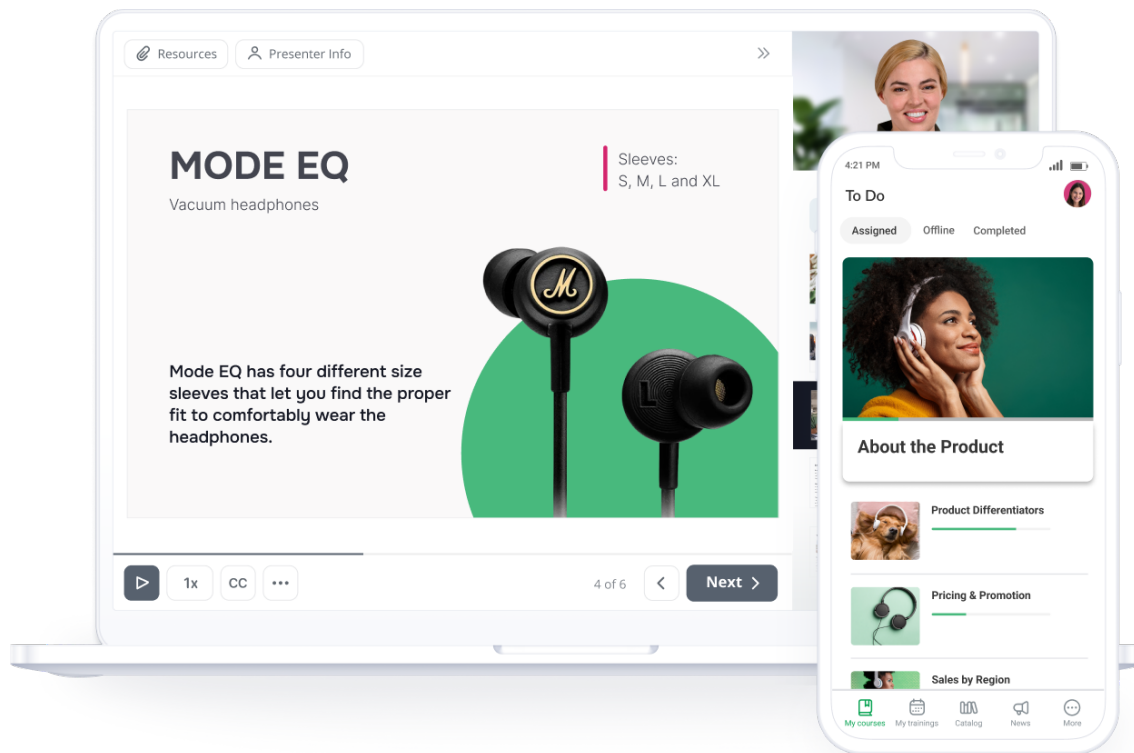 Resources
Presenter Info
MODE EQ
Vacuum headphones
Sleeves:
S, M, L and XL
M
L
Mode EQ has four different size
sleeves that let you find the proper
fit to comfortably wear the
headphones.
1x
CC
4 of 6
Next
4:21 PM
To Do
Assigned
Offline
Completed
About the Product
Product Differentiators
Pricing & Promotion
Sales by Region
My courses
My trainings
Catalog
News
More